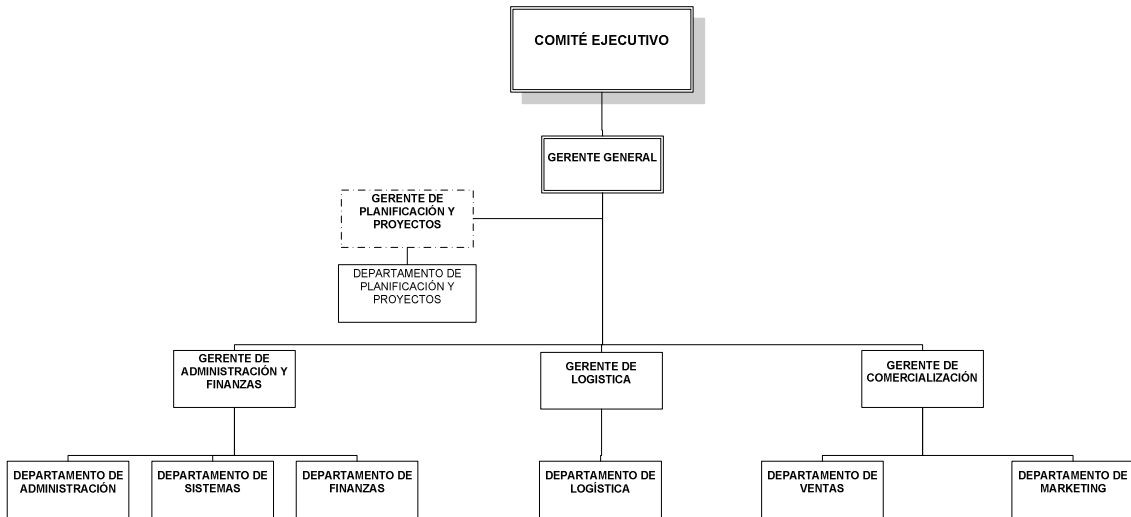 COMITÉ EJECUTIVO
GERENTE GENERAL
GERENTE DE
PLANIFICACIÓN Y
PROYECTOS
DEPARTAMENTO DE
PLANIFICACIÓN Y
PROYECTOS
GERENTE DE
ADMINISTRACIÓN Y
FINANZAS
GERENTE DE
LOGISTICA
GERENTE DE
COMERCIALIZACIÓN
DEPARTAMENTO DE
ADMINISTRACIÓN
DEPARTAMENTO DE
SISTEMAS
DEPARTAMENTO DE
FINANZAS
DEPARTAMENTO DE
LOGÍSTICA
DEPARTAMENTO DE
VENTAS
DEPARTAMENTO DE
MARKETING